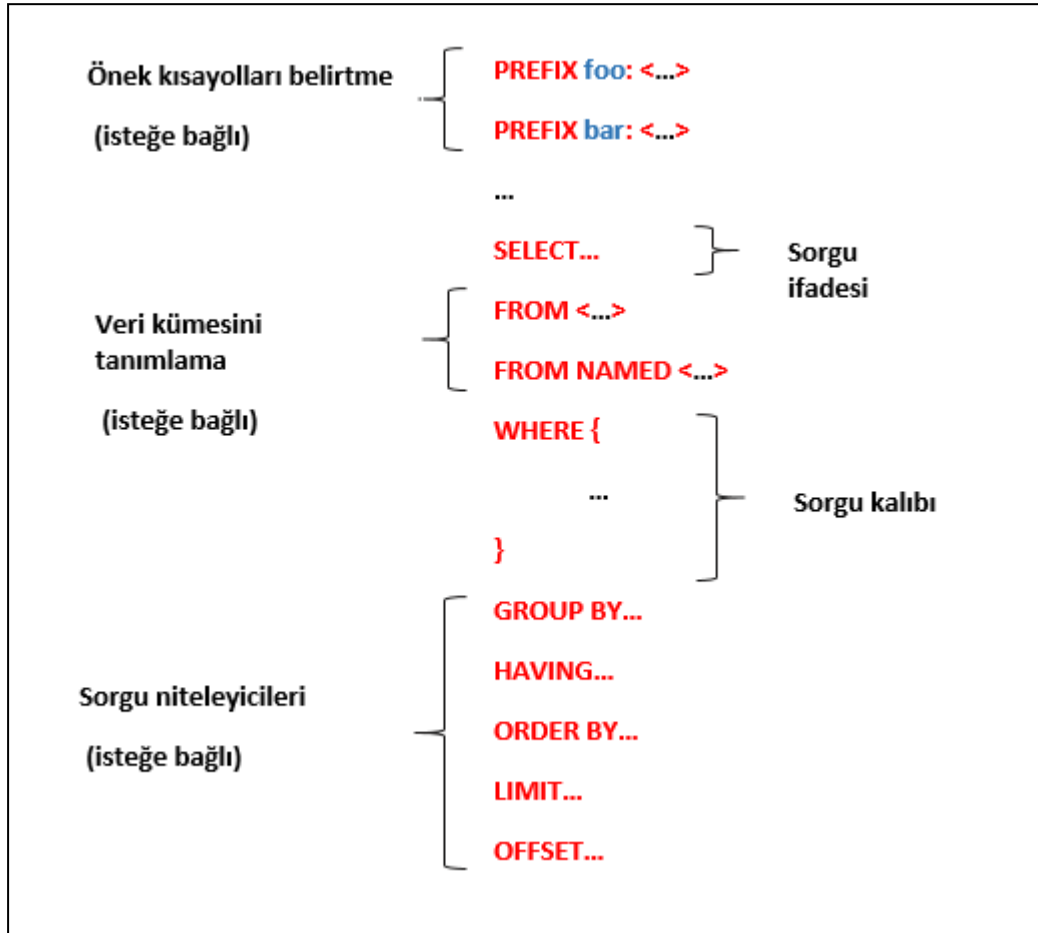 Önek kısayolları belirtme
(isteğe bağlı)
PREFIX foo: <...>
PREFIX bar: <...>
...
SELECT...
Sorgu
ifadesi
Veri kümesini
tanımlama
(isteğe bağlı)
FROM <...>
FROM NAMED <...>
WHERE {
...
}
Sorgu kalıbı
Sorgu niteleyicileri
(isteğe bağlı)
GROUP BY...
HAVING...
ORDER BY...
LIMIT...
OFFSET...